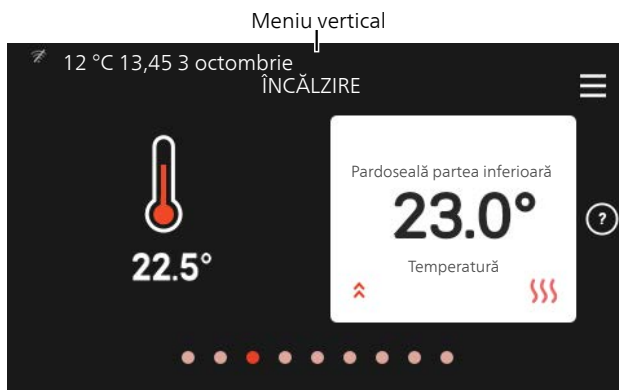 Meniu vertical
12 °C 13,45 3 octombrie
ÎNCĂLZIRE
Pardoseală partea inferioară
23.0°
Temperatură
22.5°
?